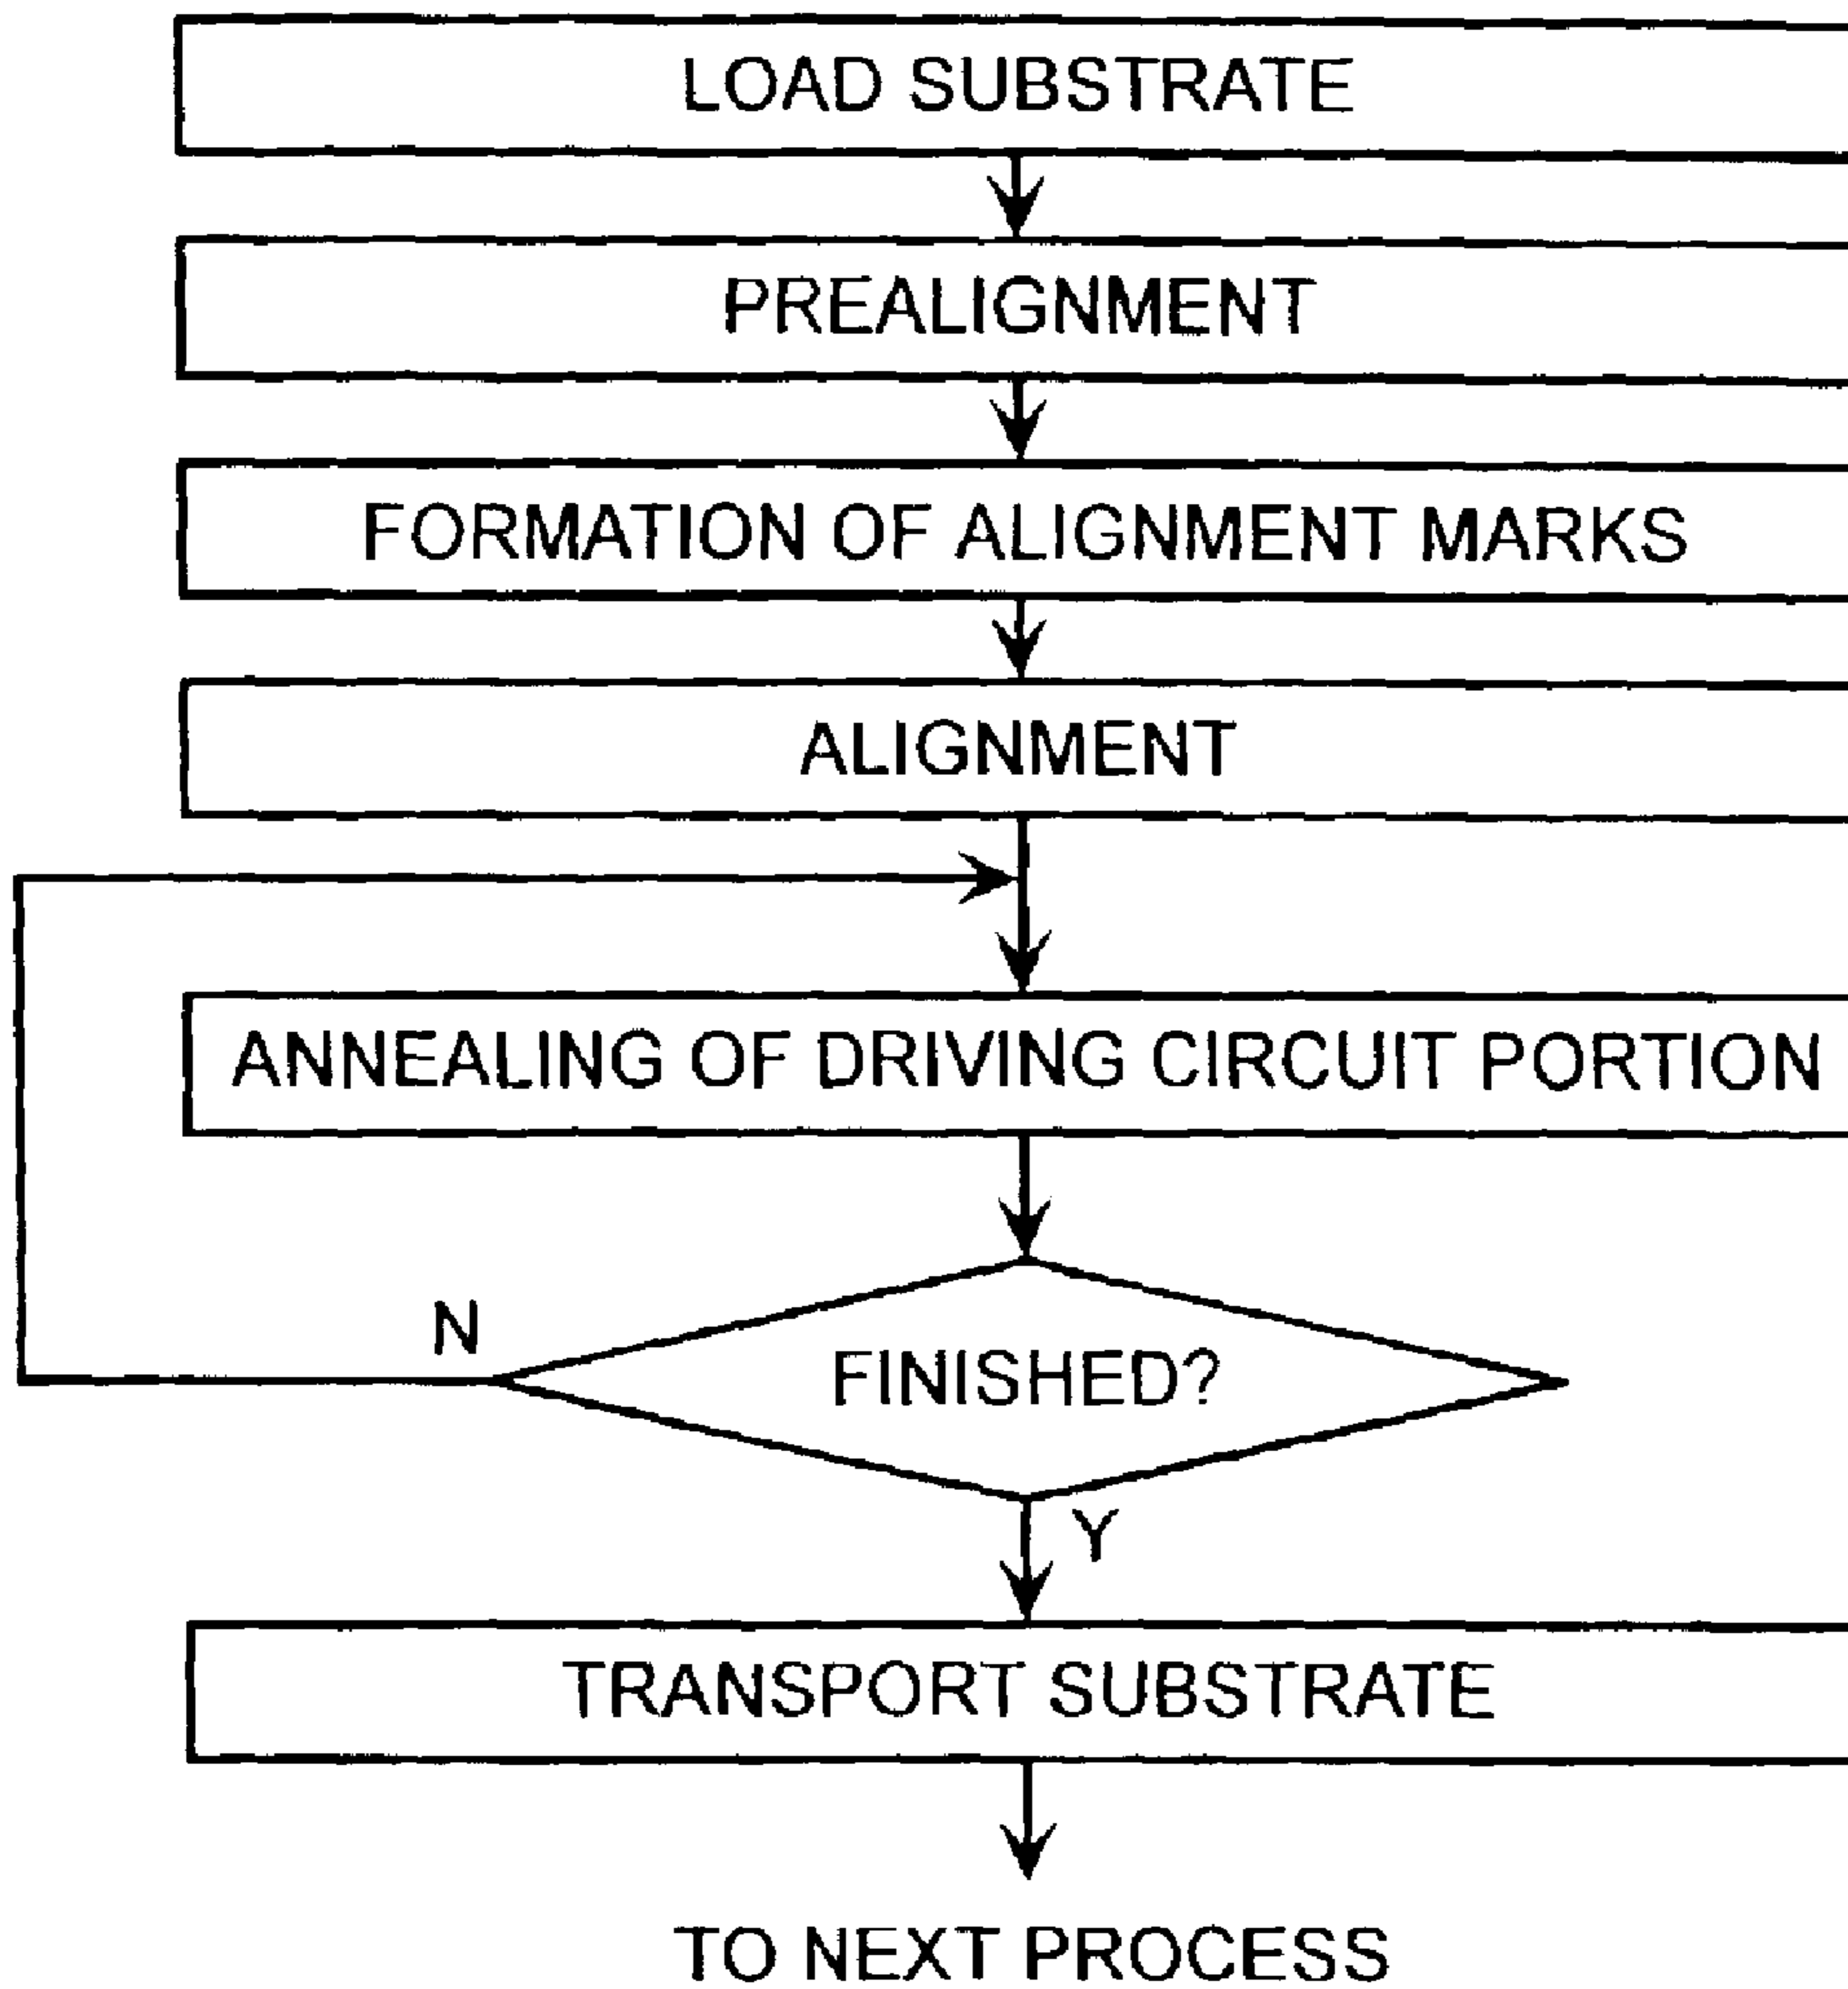 LOAD SUBSTRATE
PREALIGNMENT
FORMATION OF ALIGNMENT MARKS
ALIGNMENT
ANNEALING OF DRIVING CIRCUIT PORTION
N
FINISHED?
Y
TRANSPORT SUBSTRATE
TO NEXT PROCESS